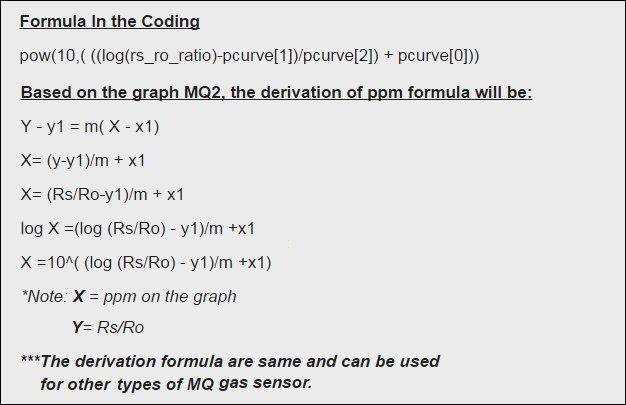 Formula In the Coding
pow(10,( ((log(rs_ro_ratio)-pcurve[1])/pcurve[2]) + pcurve[0]))
Based on the graph MQ2, the derivation of ppm formula will be:
Y - y1 = m( X - x1)
X= (y-y1)/m + x1
X= (Rs/Ro-y1)/m + x1
log X =(log (Rs/Ro) - y1)/m +x1
X =10^( (log (Rs/Ro) - y1)/m +x1)
*Note: X = ppm on the graph
Y= Rs/Ro
***The derivation formula are same and can be used
for other types of MQ gas sensor.